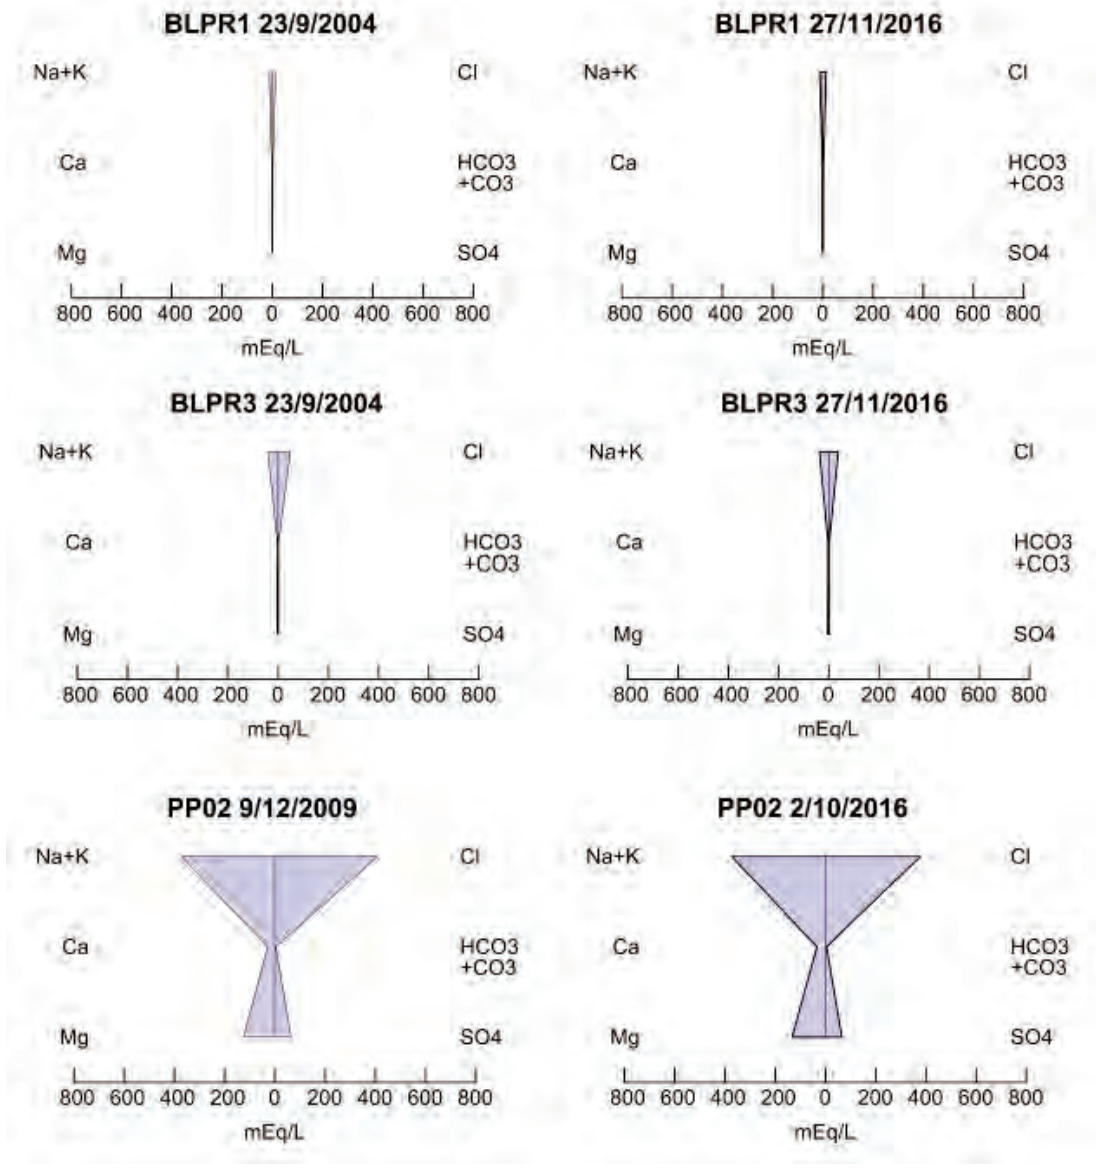 BLPR1 23/9/2004
BLPR1 27/11/2016
Na+K
Cl
Na+K
Cl
Ca
HCO3
+CO3
Ca
HCO3
+CO3
Mg
SO4
Mg
SO4
800 600 400 200 0 200 400 600 800
800 600 400 200 0 200 400 600 800
mEq/L
mEq/L
BLPR3 23/9/2004
BLPR3 27/11/2016
Na+K
Cl
Na+K
Cl
Ca
HCO3
+CO3
Ca
HCO3
+CO3
Mg
SO4
Mg
SO4
800 600 400 200 0 200 400 600 800
800 600 400 200 0 200 400 600 800
mEq/L
mEq/L
PP02 9/12/2009
PP02 2/10/2016
Na+K
Cl
Na+K
Cl
Ca
HCO3
+CO3
Ca
HCO3
+CO3
Mg
SO4
Mg
SO4
800 600 400 200 0 200 400 600 800
800 600 400 200 0 200 400 600 800
mEq/L
mEq/L